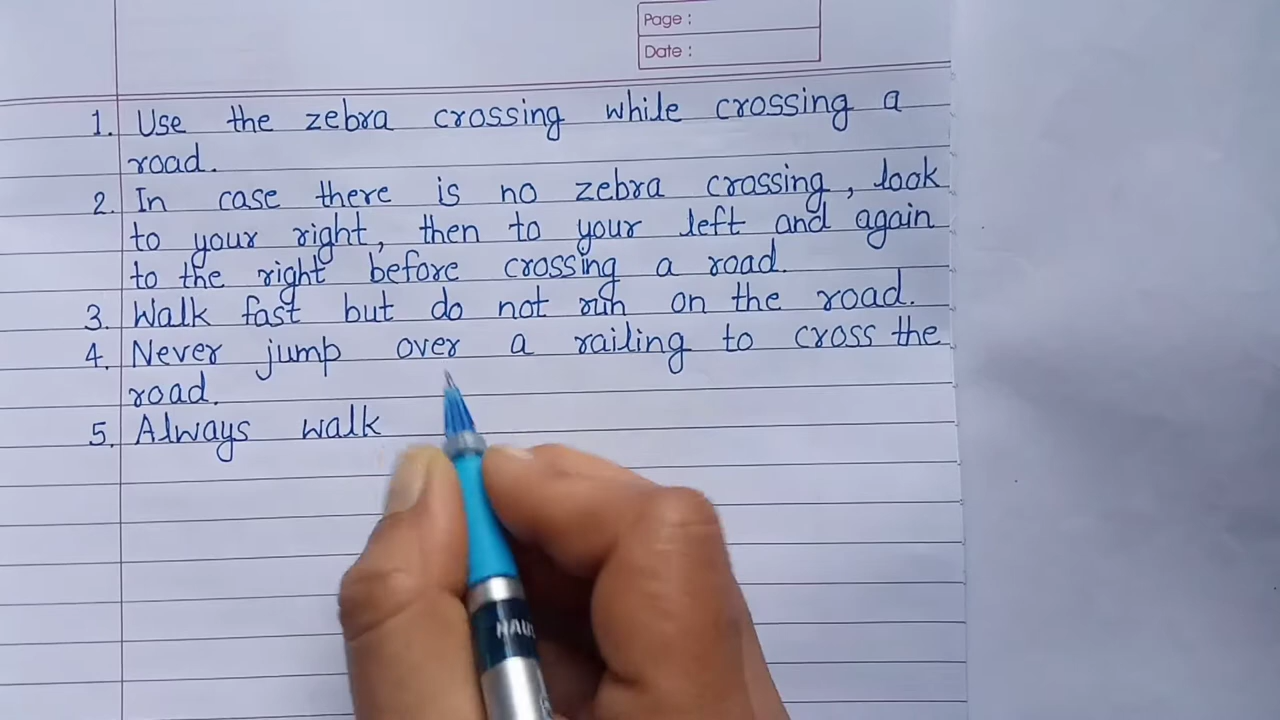 Page :
Date :
1. Use the zebra crossing while crossing a
road.
2. In case there is no zebra crossing, look
to your right, then to your left and again
to the right before crossing a road.
3. Walk fast but do not run on the road.
4. Never jump over a railing to cross the
road.
5. Always walk